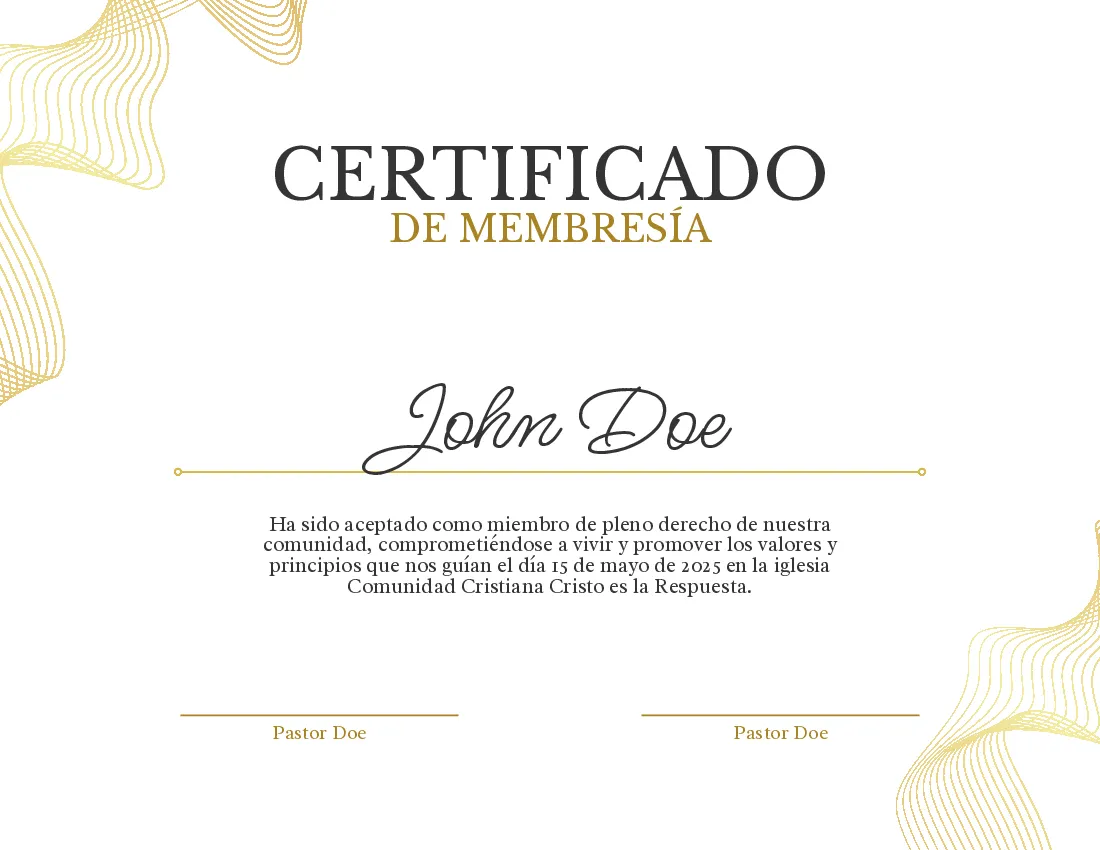 CERTIFICADO
DE MEMBRESÍA
John Doe
Ha sido aceptado como miembro de pleno derecho de nuestra
comunidad, comprometiéndose a vivir y promover los valores y
principios que nos guían el día 15 de mayo de 2025 en la iglesia
Comunidad Cristiana Cristo es la Respuesta.
Pastor Doe
Pastor Doe